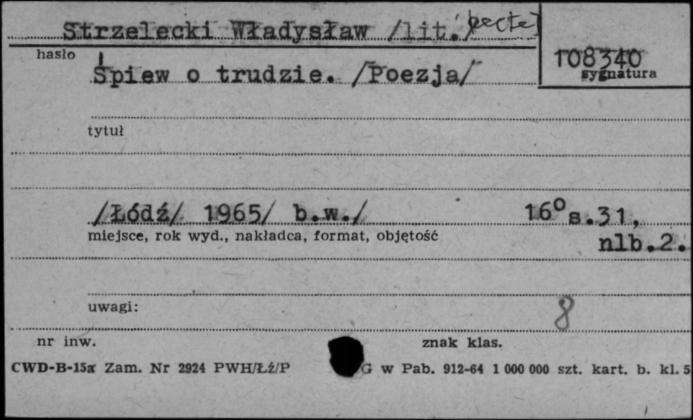 Strzelecki Władysław /lit./
hasło
108340
sygnatura
Śpiew o trudzie. /Poezja/
tytuł
/Łódź/ 1965/ b.w./ 16° s.31,
miejsce, rok wyd., nakładca, format, objętość
nlb.2.
uwagi:
8
nr inw.
znak klas.
CWD-B-15a Zam. Nr 2924 PWH/Łź/P G w Pab. 912-64 1 000 000 szt. kart. b. kl. 5